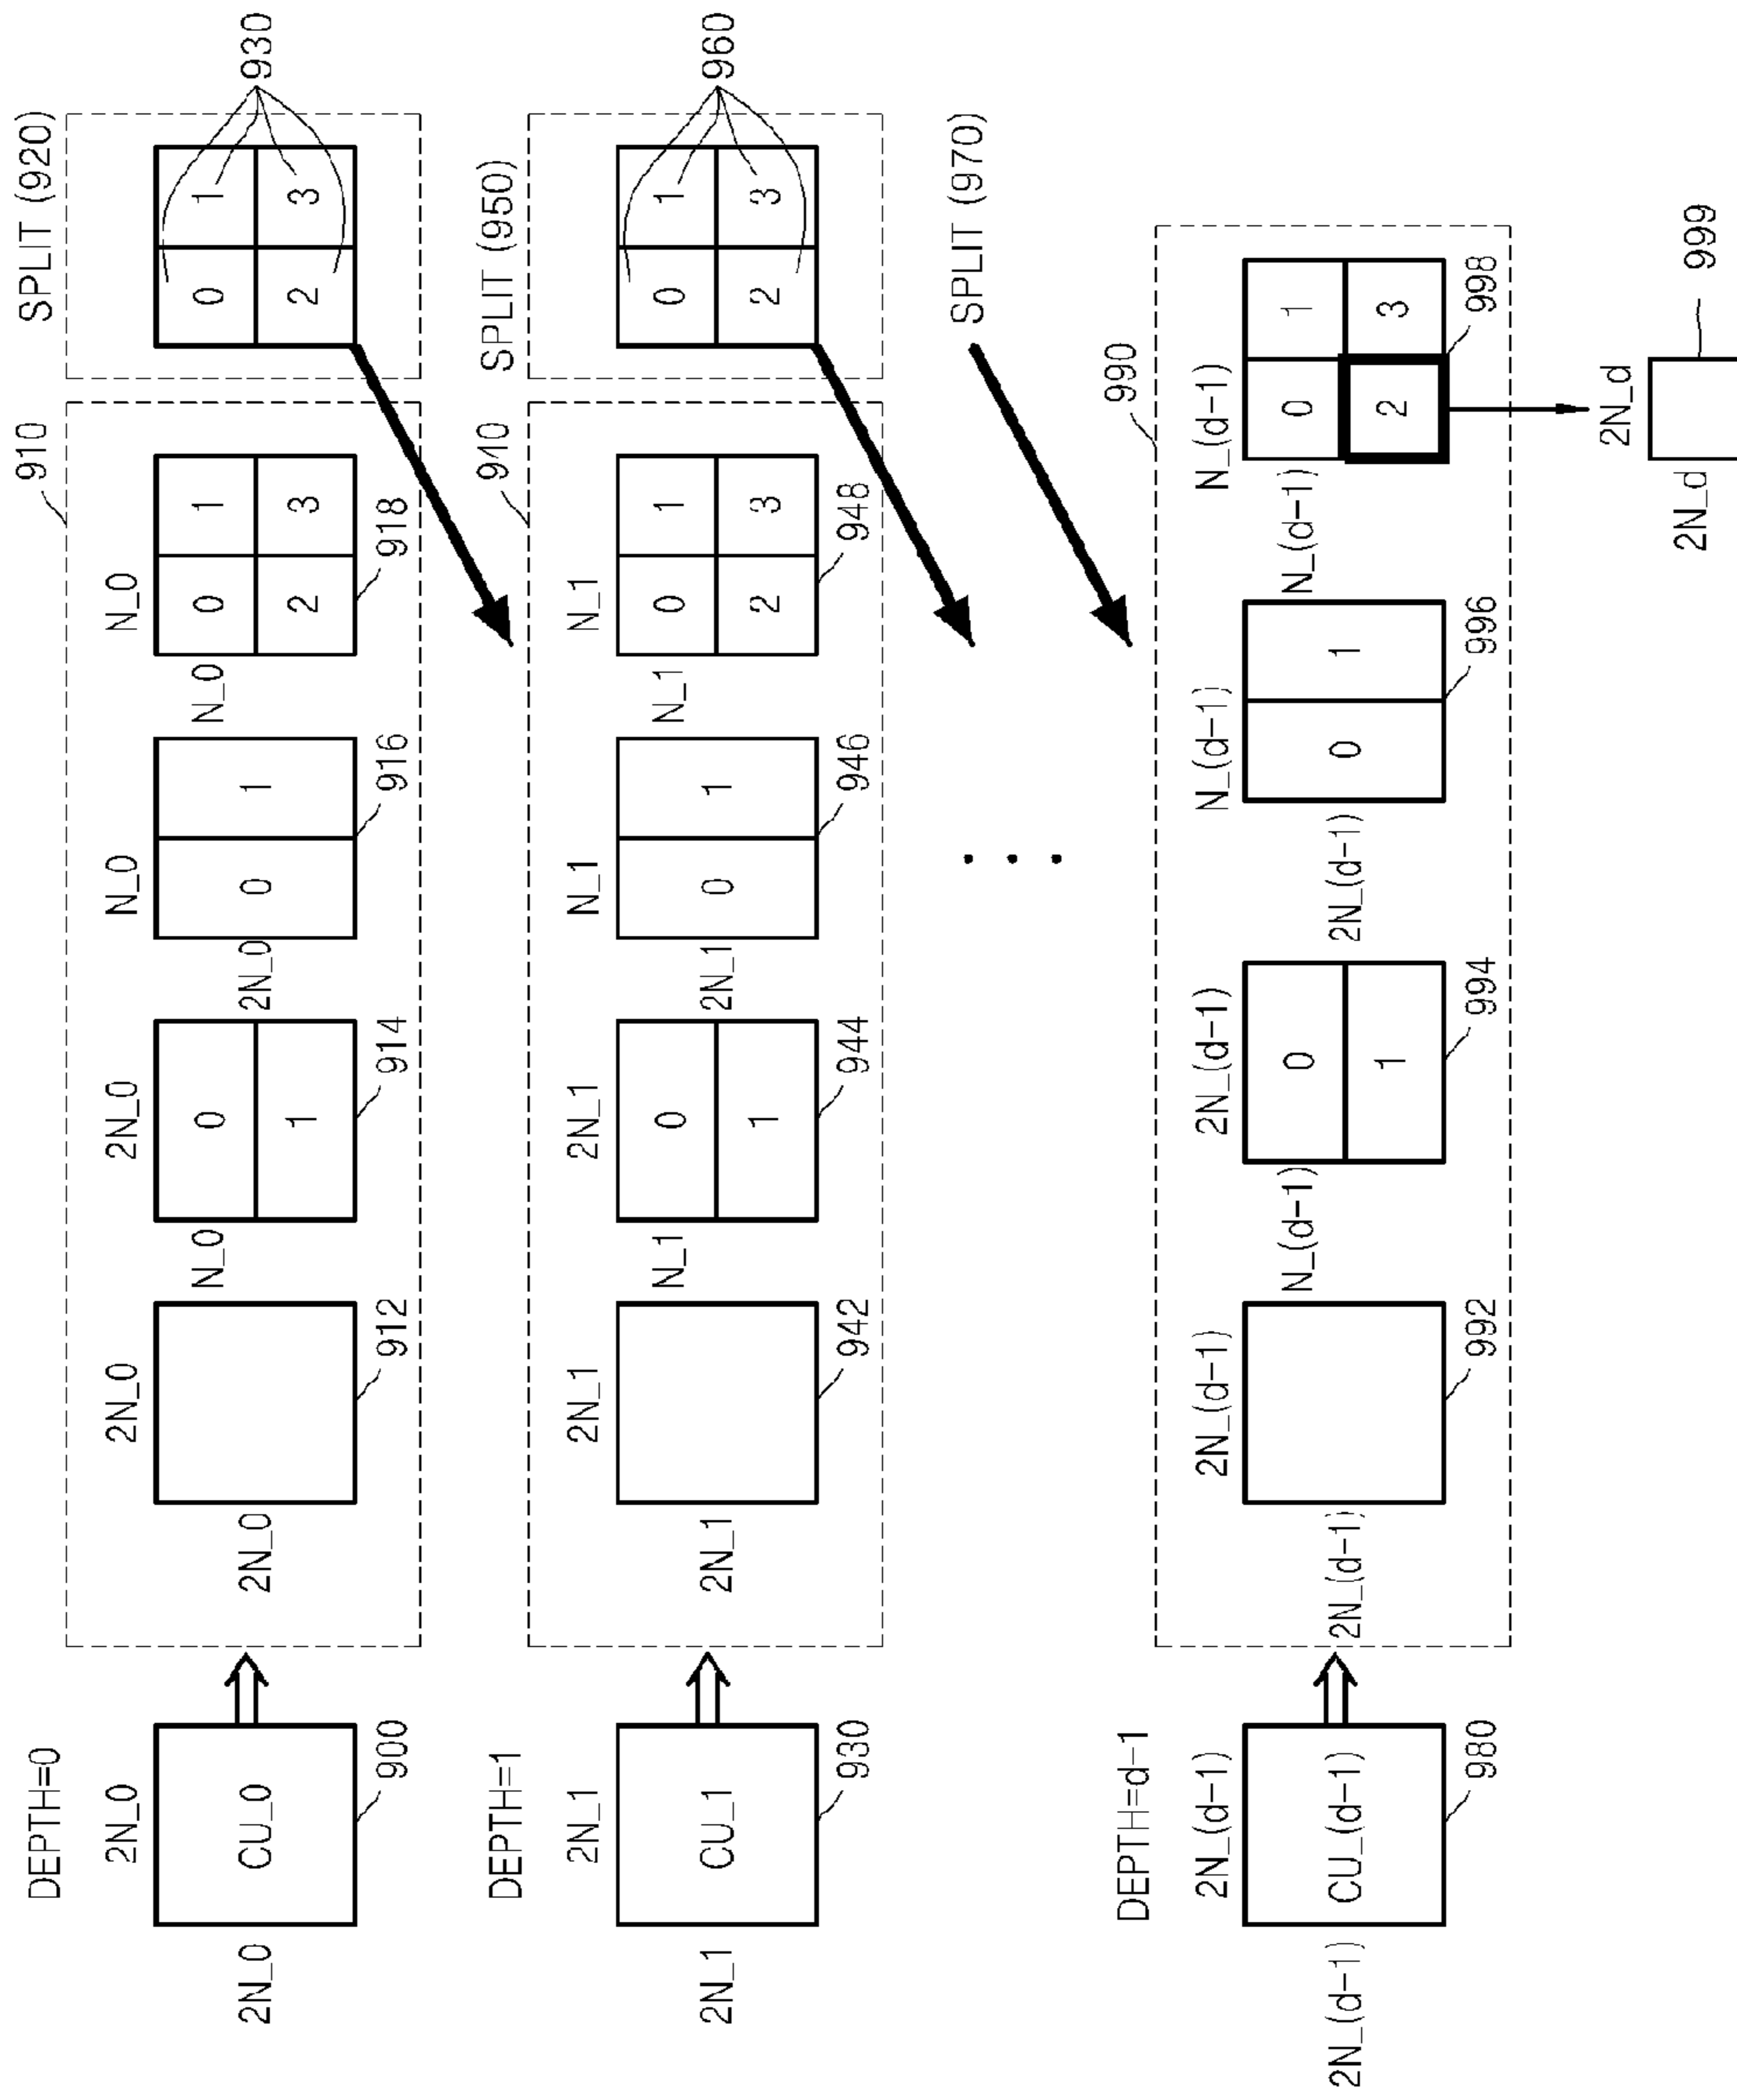 DEPTH=0
2N_0
2N_0
CU_0
900
910
2N_0
2N_0
912
2N_0
N_0
0
1
914
N_0
2N_0
0
1
916
N_0
N_0
0
1
2
3
918
SPLIT (920)
0
1
2
3
930
DEPTH=1
2N_1
2N_1
CU_1
930
940
2N_1
2N_1
942
2N_1
N_1
0
1
944
N_1
2N_1
0
1
946
N_1
N_1
0
1
2
3
948
SPLIT (950)
0
1
2
3
960
SPLIT (970)
. . .
DEPTH=d-1
2N_(d-1)
2N_(d-1)
CU_(d-1)
980
990
2N_(d-1)
2N_(d-1)
992
2N_(d-1)
N_(d-1)
0
1
994
N_(d-1)
2N_(d-1)
0
1
996
N_(d-1)
N_(d-1)
0
1
2
3
998
2N_d
2N_d
999